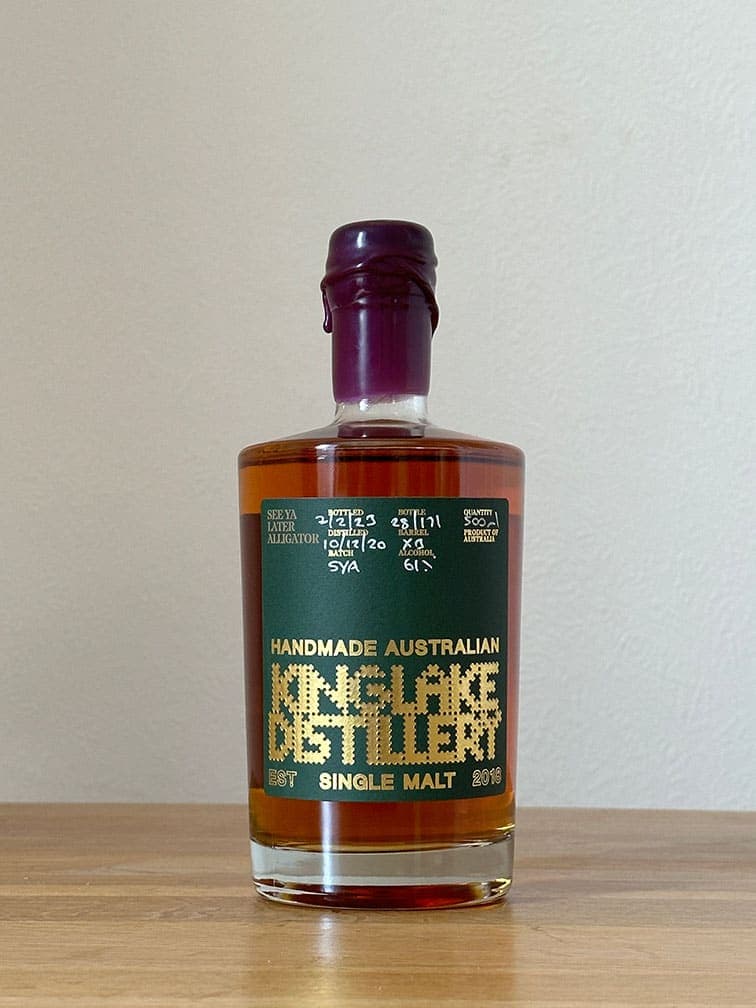 SEE YA
LATER
ALLIGATOR
BOTTLED
2/2/23
DISTILLED
10/12/20
BATCH
SYA
BOTTLE
28/171
BARREL
X9
ALCOHOL
61%
QUANTITY
500ml
PRODUCT OF
AUSTRALIA
HANDMADE AUSTRALIAN
KINGLAKE
DISTILLERY
EST SINGLE MALT 2018